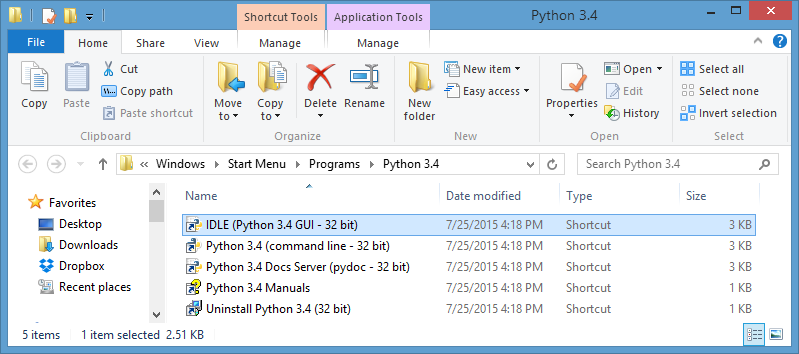 Shortcut Tools Application Tools Python 3.4
File Home Share View Manage Manage
Copy
Paste
Cut
Copy path
Paste shortcut
Clipboard
Move to
Copy to
Delete
Rename
Organize
New folder
New item
Easy access
New
Properties
Open
Edit
History
Open
Select all
Select none
Invert selection
Select
« Windows Start Menu Programs Python 3.4 Search Python 3.4
Favorites
Desktop
Downloads
Dropbox
Recent places
Name Date modified Type Size
IDLE (Python 3.4 GUI - 32 bit) 7/25/2015 4:18 PM Shortcut 3 KB
Python 3.4 (command line - 32 bit) 7/25/2015 4:18 PM Shortcut 3 KB
Python 3.4 Docs Server (pydoc - 32 bit) 7/25/2015 4:18 PM Shortcut 3 KB
Python 3.4 Manuals 7/25/2015 4:18 PM Shortcut 1 KB
Uninstall Python 3.4 (32 bit) 7/25/2015 4:18 PM Shortcut 1 KB
5 items 1 item selected 2.51 KB